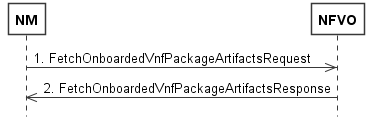 NM
NFVO
1. FetchOnboardedVnfPackageArtifactsRequest
2. FetchOnboardedVnfPackageArtifactsResponse